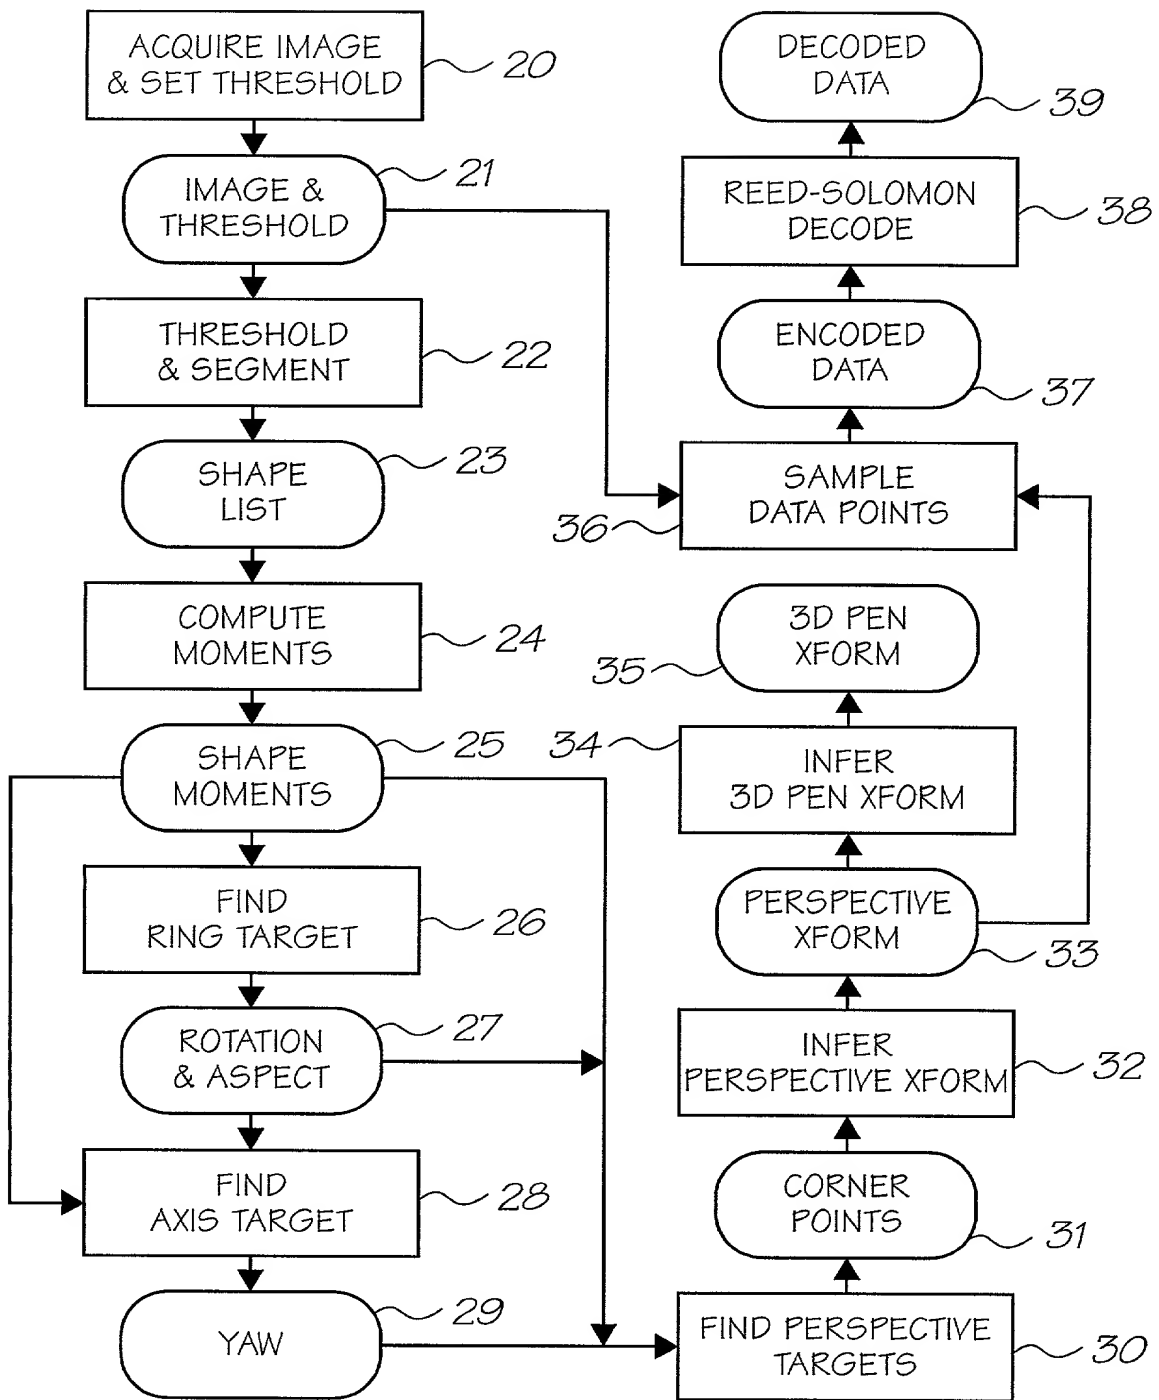 ACQUIRE IMAGE
& SET THRESHOLD
20
IMAGE &
THRESHOLD
21
THRESHOLD
& SEGMENT
22
SHAPE
LIST
23
COMPUTE
MOMENTS
24
SHAPE
MOMENTS
25
FIND
RING TARGET
26
ROTATION
& ASPECT
27
FIND
AXIS TARGET
28
YAW
29
DECODED
DATA
39
REED-SOLOMON
DECODE
38
ENCODED
DATA
37
SAMPLE
DATA POINTS
36
3D PEN
XFORM
35
34
INFER
3D PEN XFORM
PERSPECTIVE
XFORM
33
INFER
PERSPECTIVE XFORM
32
CORNER
POINTS
31
FIND PERSPECTIVE
TARGETS
30